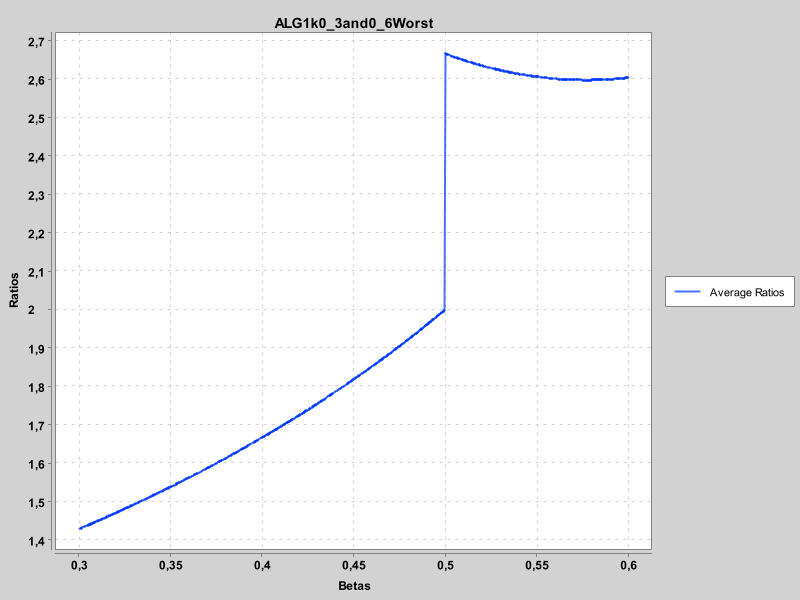 ALG1k0_3and0_6Worst
2,7
2,6
2,5
2,4
2,3
2,2
2,1
2
1,9
1,8
1,7
1,6
1,5
1,4
Ratios
0,3 0,35 0,4 0,45 0,5 0,55 0,6
Betas
Average Ratios